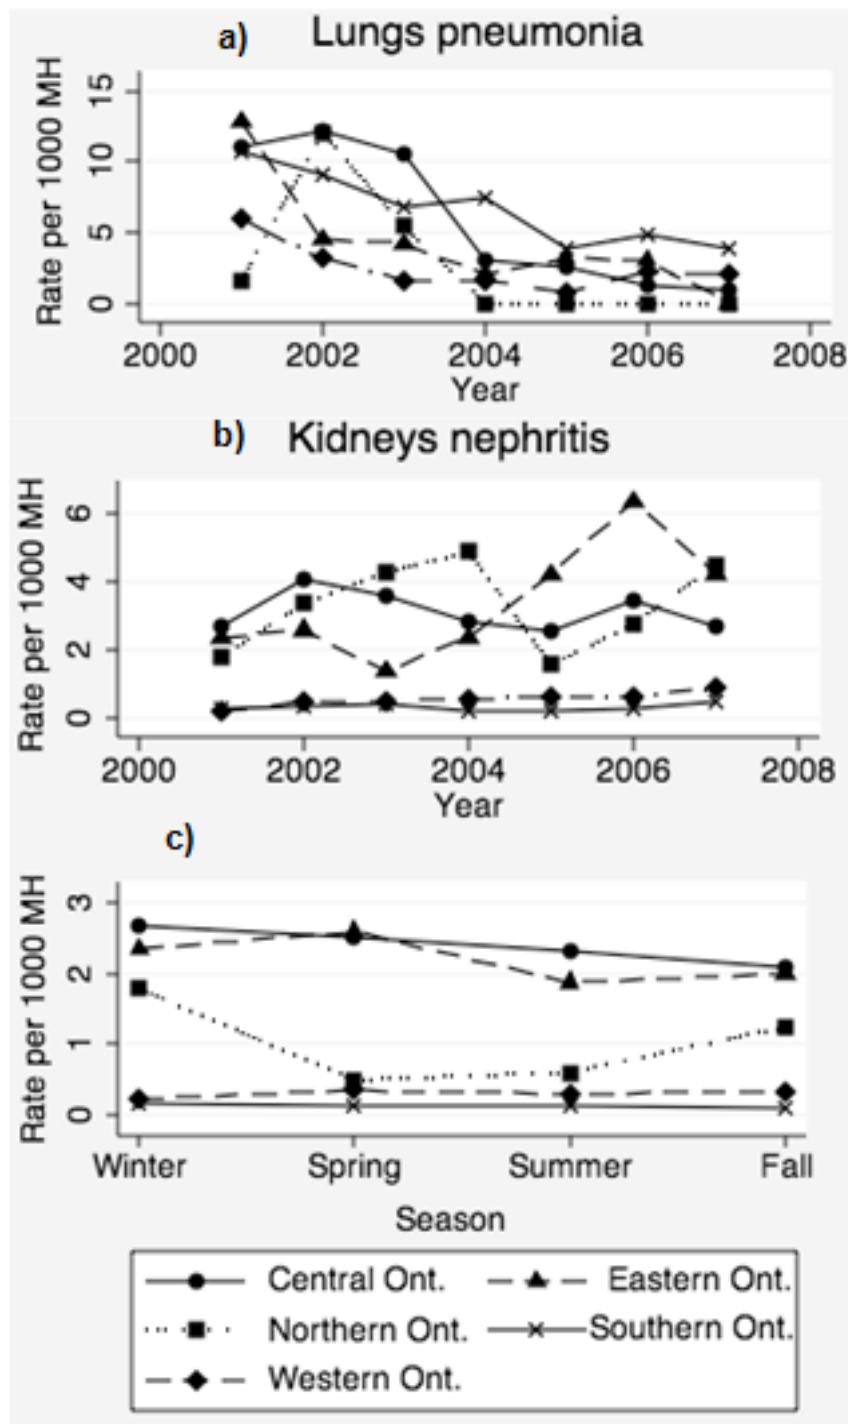 a) Lungs pneumonia
Rate per 1000 MH
15
10
5
0
2000 2002 2004 2006 2008
Year
b) Kidneys nephritis
Rate per 1000 MH
6
4
2
0
2000 2002 2004 2006 2008
Year
c)
Rate per 1000 MH
3
2
1
0
Winter Spring Summer Fall
Season
Central Ont. Eastern Ont.
Northern Ont. Southern Ont.
Western Ont.